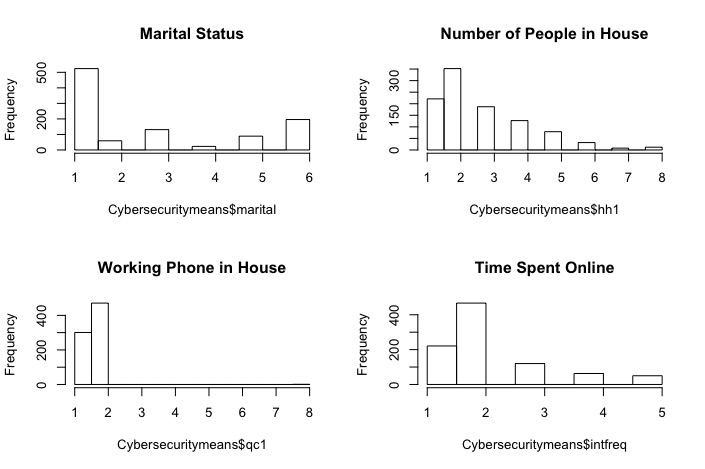 Marital Status
Frequency
0 200 500
1 2 3 4 5 6
Cybersecuritymeans$marital
Number of People in House
Frequency
0 150 300
1 2 3 4 5 6 7 8
Cybersecuritymeans$hh1
Working Phone in House
Frequency
0 200 400
1 2 3 4 5 6 7 8
Cybersecuritymeans$qc1
Time Spent Online
Frequency
0 200 400
1 2 3 4 5
Cybersecuritymeans$intfreq